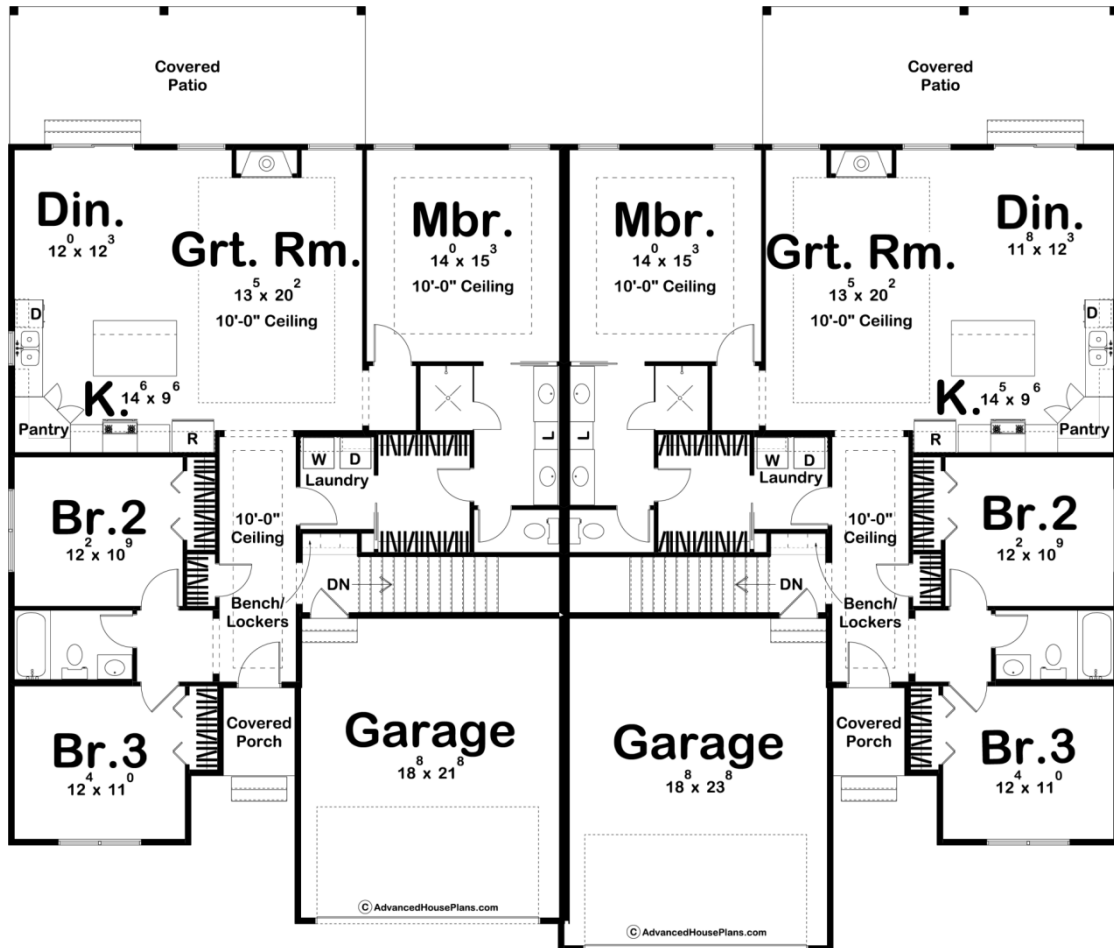 Covered
Patio
Covered
Patio
Din.
12⁰ x 12³
Grt. Rm.
13⁵ x 20²
10'-0" Ceiling
Mbr.
14⁰ x 15³
10'-0" Ceiling
Mbr.
14⁰ x 15³
10'-0" Ceiling
Grt. Rm.
13⁵ x 20²
10'-0" Ceiling
Din.
11⁸ x 12³
D
D
K. 14⁶ x 9⁶
K. 14⁵ x 9⁶
Pantry
R
L
L
R
Pantry
W D
Laundry
W D
Laundry
Br.2
12² x 10⁹
10'-0"
Ceiling
10'-0"
Ceiling
Br.2
12² x 10⁹
DN
DN
Bench/
Lockers
Bench/
Lockers
Br.3
12⁴ x 11⁰
Covered
Porch
Garage
18⁸ x 21⁸
Garage
18⁸ x 23⁸
Covered
Porch
Br.3
12⁴ x 11⁰
© AdvancedHousePlans.com
© AdvancedHousePlans.com